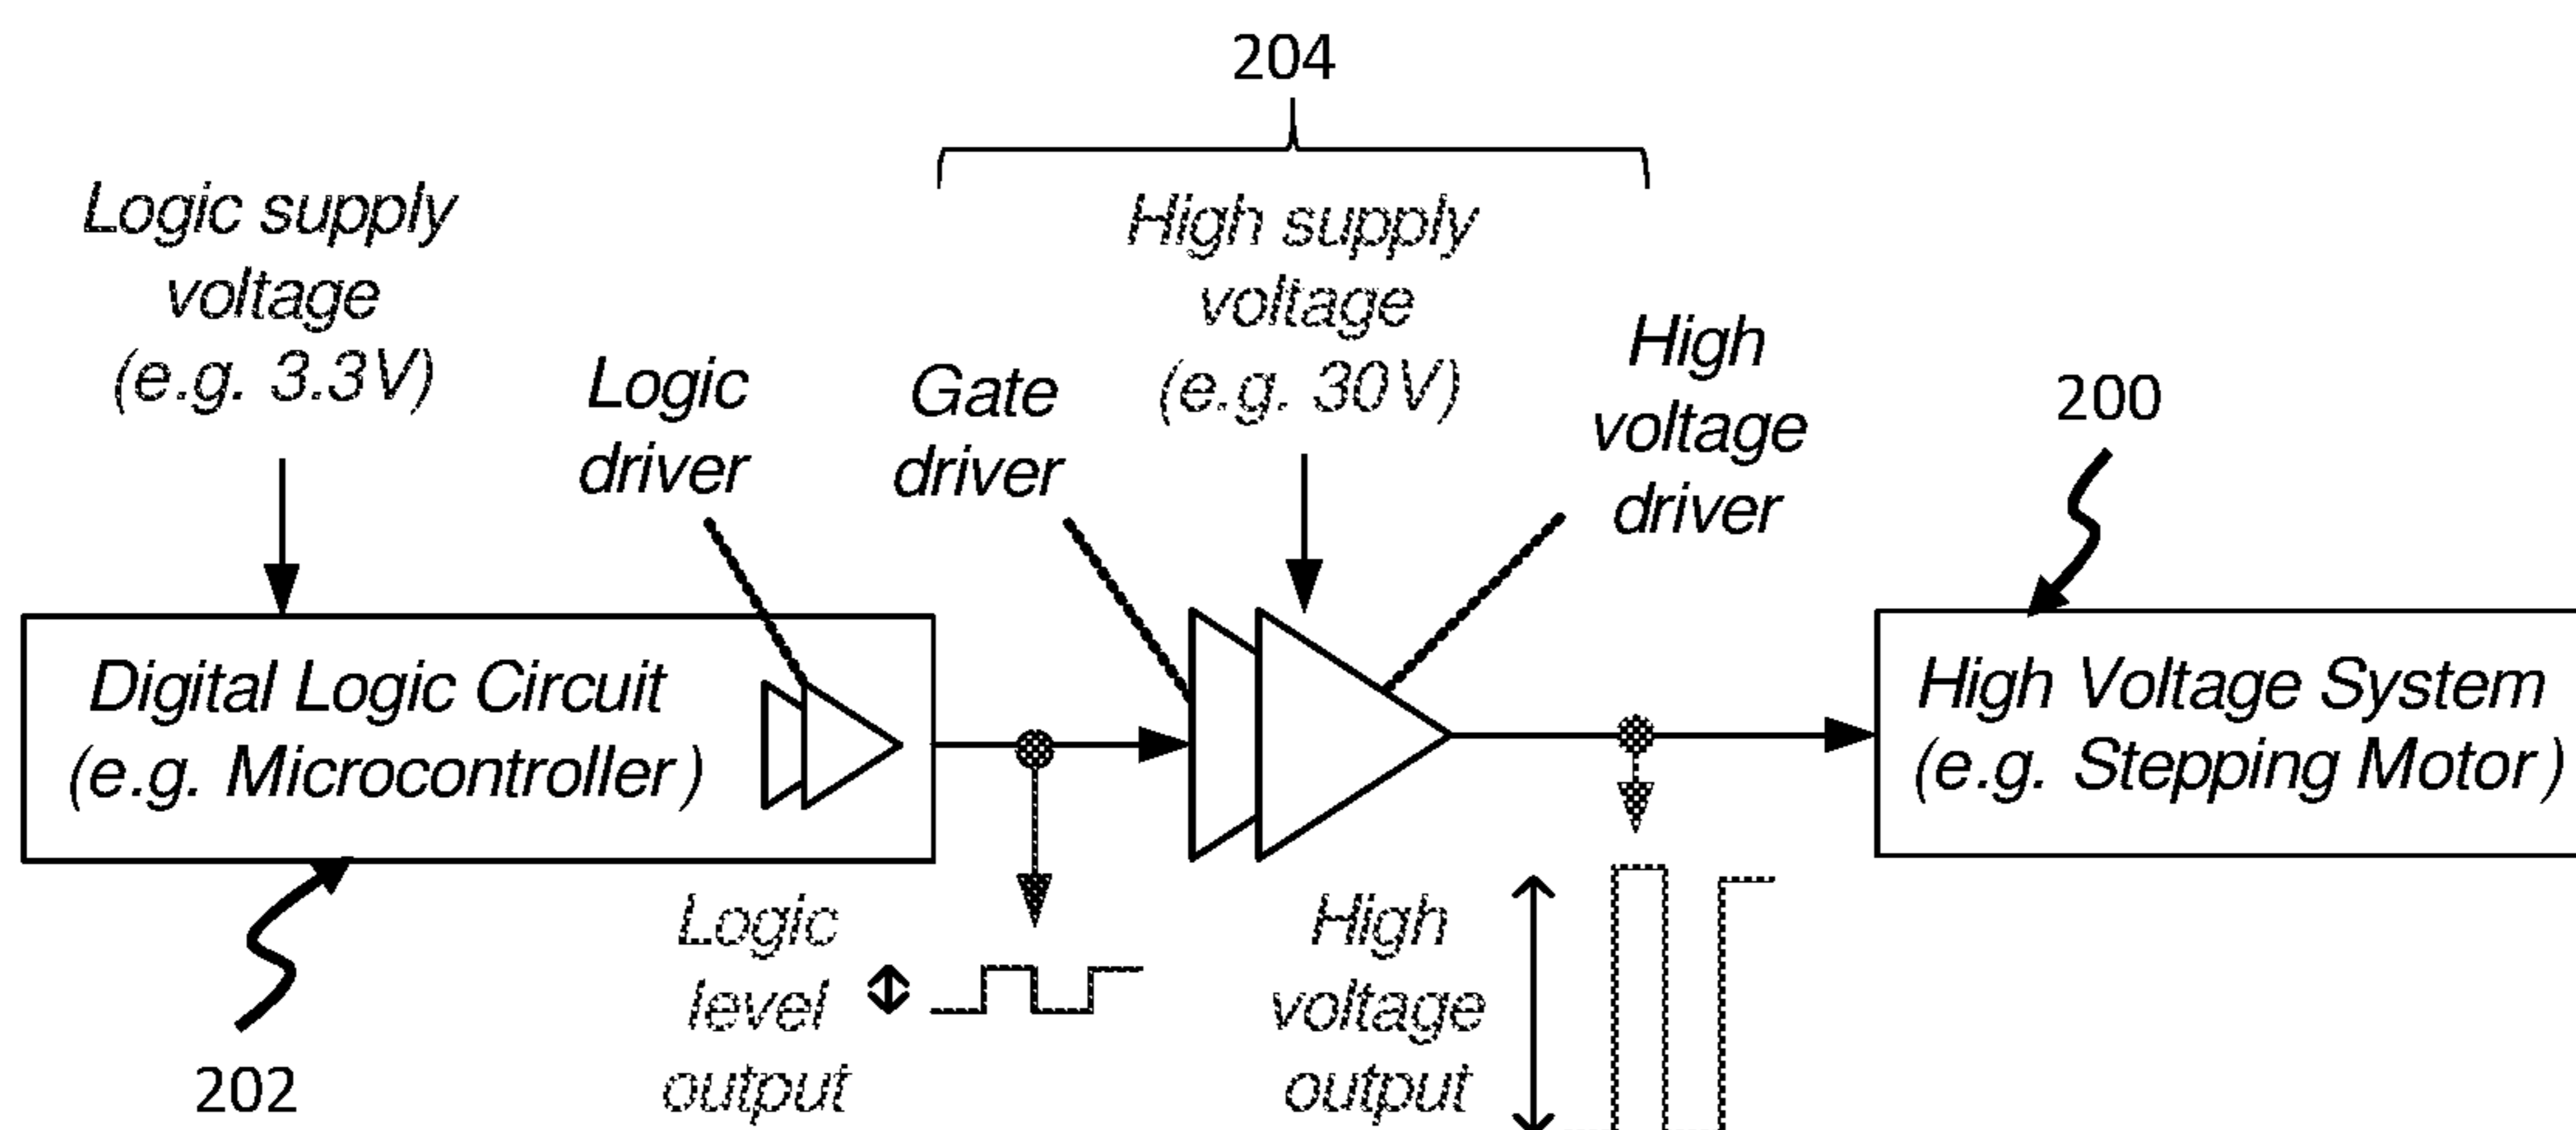 204
Logic supply
voltage
(e.g. 3.3V)
High supply
voltage
(e.g. 30V)
Logic
driver
Gate
driver
High
voltage
driver
200
Digital Logic Circuit
(e.g. Microcontroller)
High Voltage System
(e.g. Stepping Motor)
Logic
level
output
High
voltage
output
202